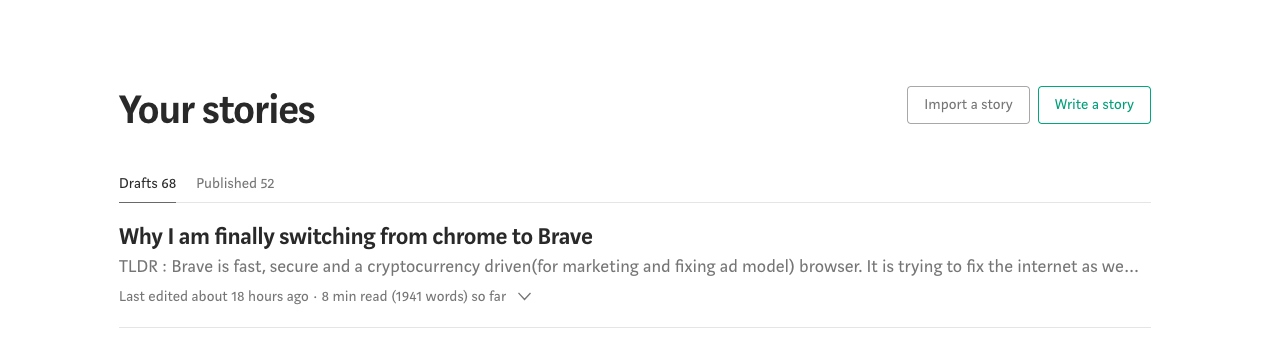 Your stories
Import a story
Write a story
Drafts 68
Published 52
Why I am finally switching from chrome to Brave
TLDR : Brave is fast, secure and a cryptocurrency driven(for marketing and fixing ad model) browser. It is trying to fix the internet as we…
Last edited about 18 hours ago · 8 min read (1941 words) so far